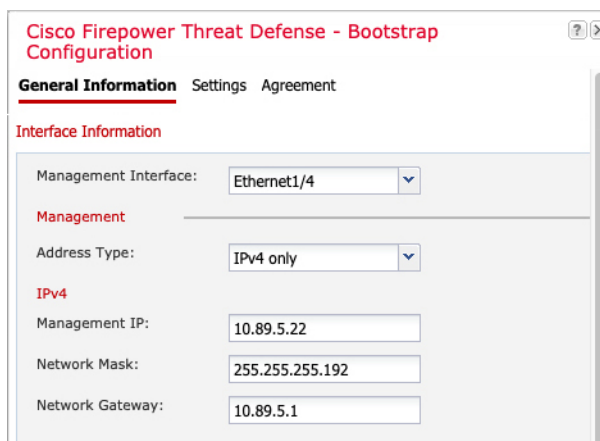 Cisco Firepower Threat Defense - Bootstrap
Configuration
?
General Information Settings Agreement
Interface Information
Management Interface: Ethernet1/4
Management
Address Type: IPv4 only
IPv4
Management IP: 10.89.5.22
Network Mask: 255.255.255.192
Network Gateway: 10.89.5.1